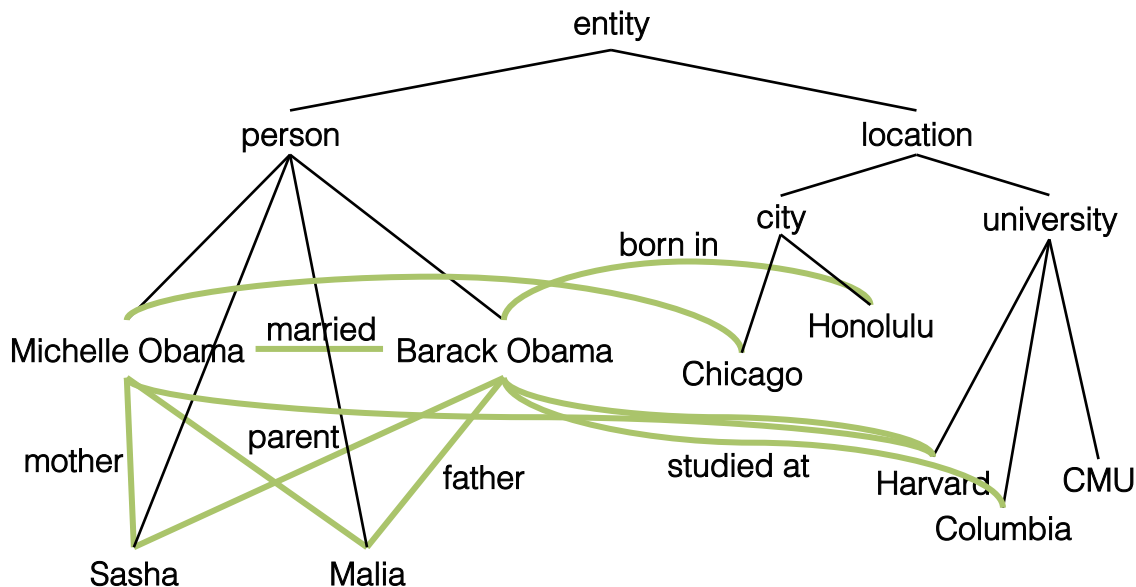 entity
person
location
city
university
born in
married
Honolulu
Michelle Obama
Barack Obama
Chicago
mother
parent
father
studied at
Harvard
CMU
Columbia
Sasha
Malia